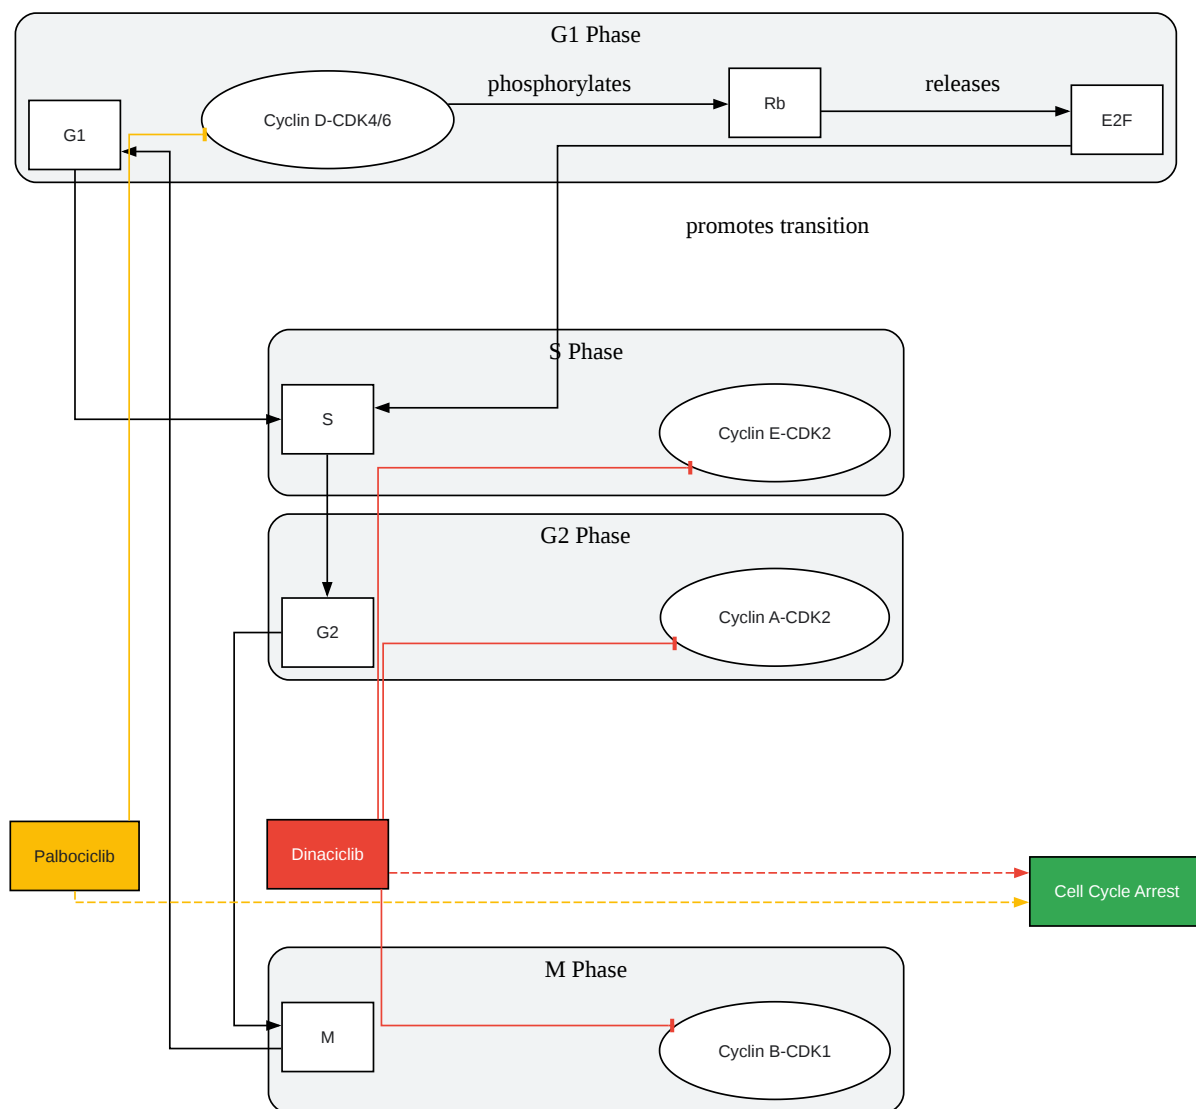 G1 Phase
phosphorylates
releases
Rb
E2F
Cyclin D-CDK4/6
G1
promotes transition
S Phase
S
Cyclin E-CDK2
G2 Phase
Cyclin A-CDK2
G2
Palbociclib
Dinaciclib
Cell Cycle Arrest
M Phase
M
Cyclin B-CDK1